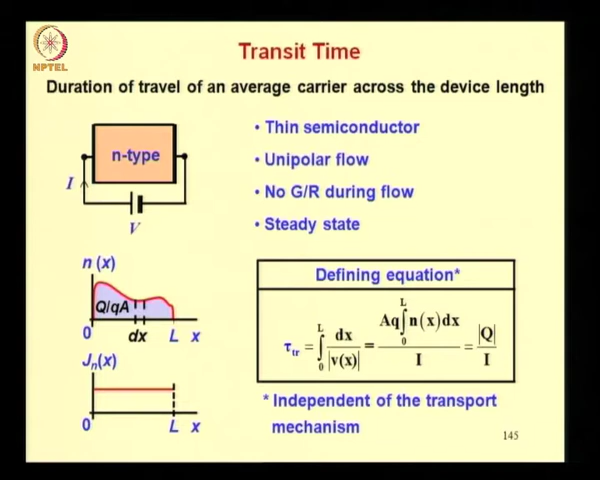 NPTEL
Transit Time
Duration of travel of an average carrier across the device length
n-type
I
V
• Thin semiconductor
• Unipolar flow
• No G/R during flow
• Steady state
n (x)
Q/qA
0 dx L x
Jn(x)
0 L x
Defining equation*
τtr = ∫₀ᴸ dx / |v(x)| = Aq∫₀ᴸ n(x)dx / I = |Q| / I
* Independent of the transport
mechanism
145